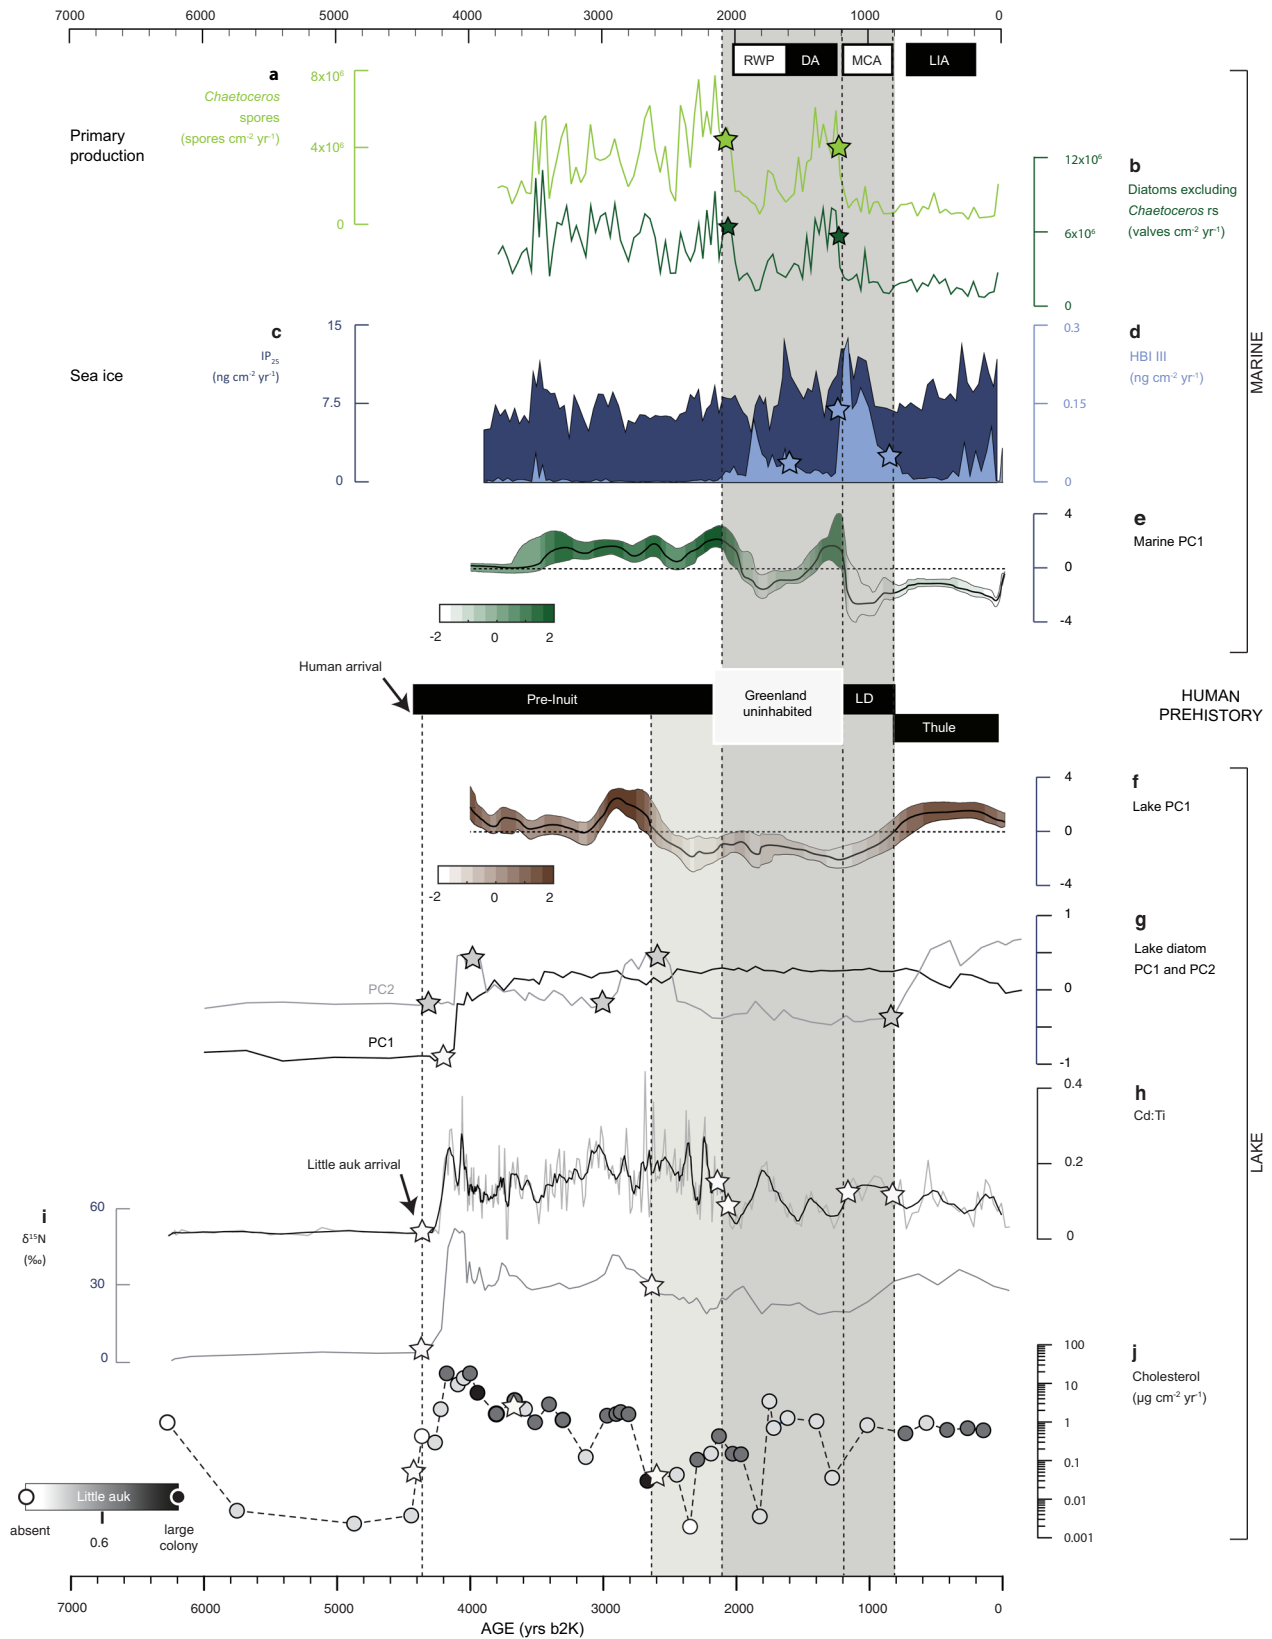 7000 6000 5000 4000 3000 2000 1000 0
RWP DA MCA LIA
a
Chaetoceros
spores
(spores cm⁻² yr⁻¹)
8x10⁶
4x10⁶
0
Primary
production
b
Diatoms excluding
Chaetoceros rs
(valves cm⁻² yr⁻¹)
12x10⁶
6x10⁶
0
MARINE
c
IP₂₅
(ng cm⁻² yr⁻¹)
15
7.5
0
Sea ice
d
HBI III
(ng cm⁻² yr⁻¹)
0.3
0.15
0
e
Marine PC1
4
0
-4
-2 0 2
Human arrival
Pre-Inuit
Greenland
uninhabited
LD
Thule
HUMAN
PREHISTORY
f
Lake PC1
4
0
-4
-2 0 2
g
Lake diatom
PC1 and PC2
1
0
-1
PC2
PC1
h
Cd:Ti
0.4
0.2
0
Little auk arrival
LAKE
i
δ¹⁵N
(‰)
60
30
0
j
Cholesterol
(µg cm⁻² yr⁻¹)
100
10
1
0.1
0.01
0.001
Little auk
absent
0.6
large
colony
7000 6000 5000 4000 3000 2000 1000 0
AGE (yrs b2K)